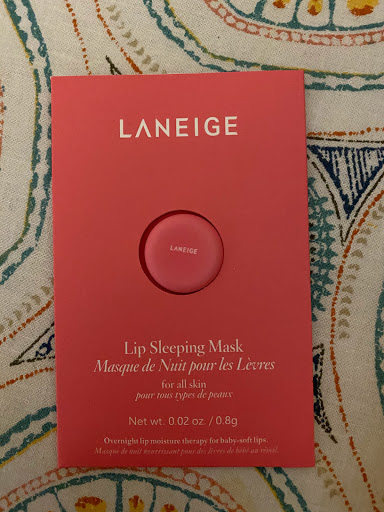 LANEIGE
LANEIGE
Lip Sleeping Mask
Masque de Nuit pour les Lèvres
for all skin
pour tous types de peaux
Net wt. 0.02 oz. / 0.8g
Overnight lip moisture therapy for baby-soft lips.
Masque de nuit nourrissant pour des lèvres de bébé au réveil.